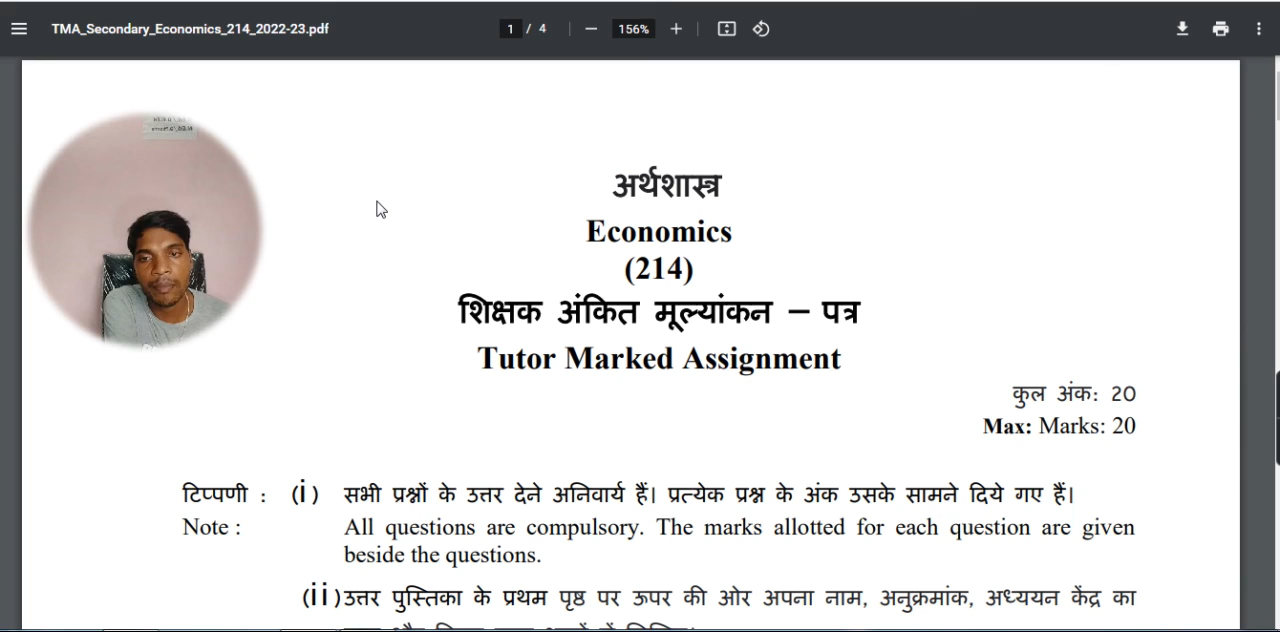 TMA_Secondary_Economics_214_2022-23.pdf
1 / 4
156%
अर्थशास्त्र
Economics
(214)
शिक्षक अंकित मूल्यांकन – पत्र
Tutor Marked Assignment
कुल अंक: 20
Max: Marks: 20
टिप्पणी : (i) सभी प्रश्नों के उत्तर देने अनिवार्य हैं। प्रत्येक प्रश्न के अंक उसके सामने दिये गए हैं।
Note : All questions are compulsory. The marks allotted for each question are given
beside the questions.
(ii) उत्तर पुस्तिका के प्रथम पृष्ठ पर ऊपर की ओर अपना नाम, अनुक्रमांक, अध्ययन केंद्र का